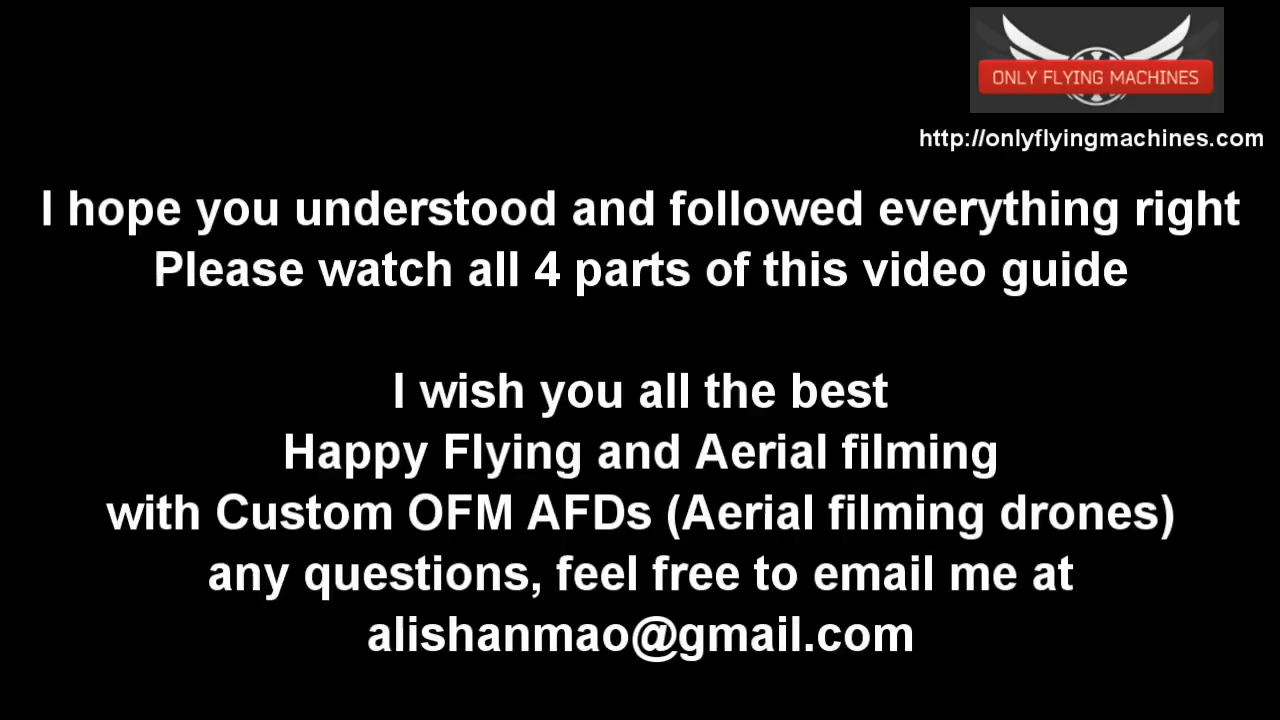 ONLY FLYING MACHINES
http://onlyflyingmachines.com
I hope you understood and followed everything right
Please watch all 4 parts of this video guide
I wish you all the best
Happy Flying and Aerial filming
with Custom OFM AFDs (Aerial filming drones)
any questions, feel free to email me at
alishanmao@gmail.com